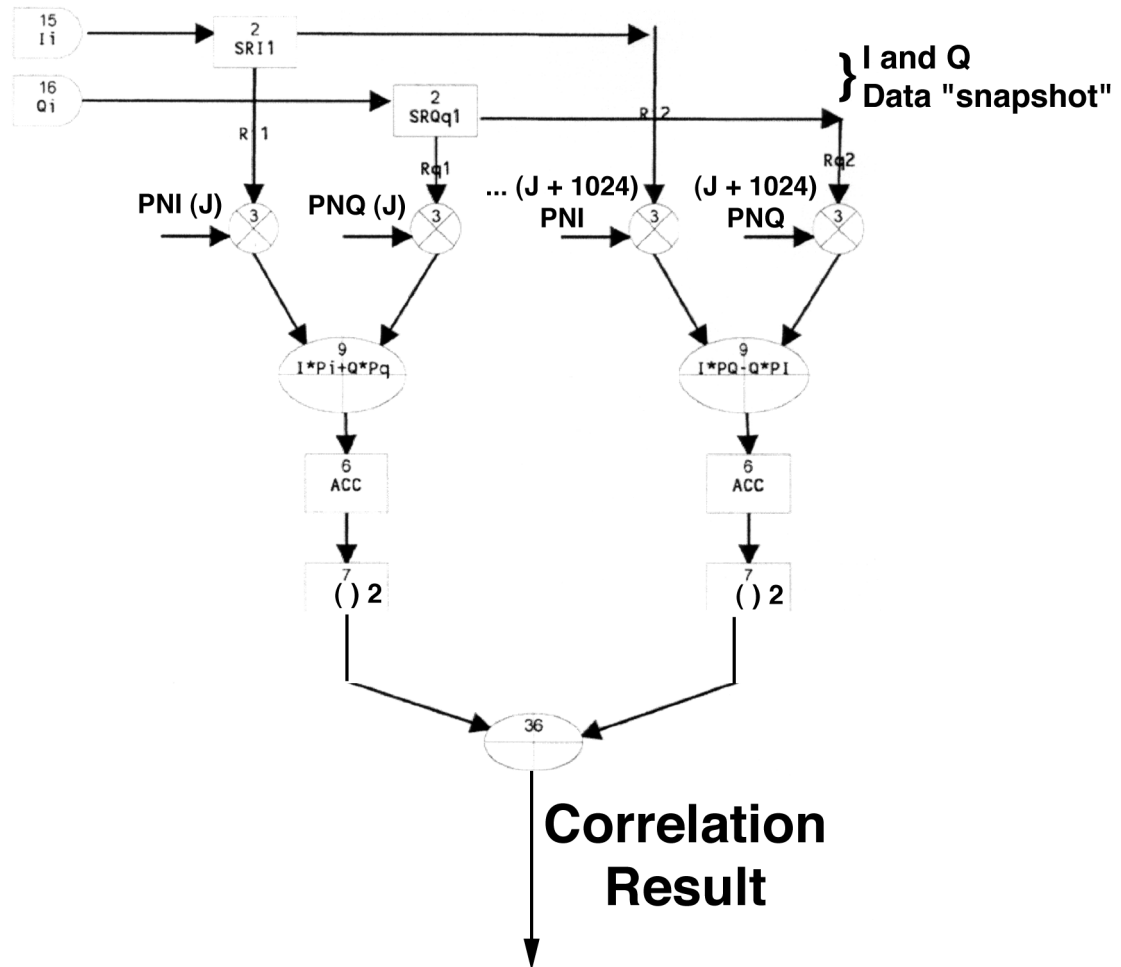 15
Ii
2
SRI1
I and Q
Data "snapshot"
16
Qi
2
SRQq1
Ri2
Ri1
Rq1
Rq2
PNI (J)
3
PNQ (J)
3
... (J + 1024)
PNI
3
(J + 1024)
PNQ
3
9
I*Pi+Q*Pq
9
I*PQ-Q*PI
6
ACC
6
ACC
7
( ) 2
7
( ) 2
36
Correlation
Result